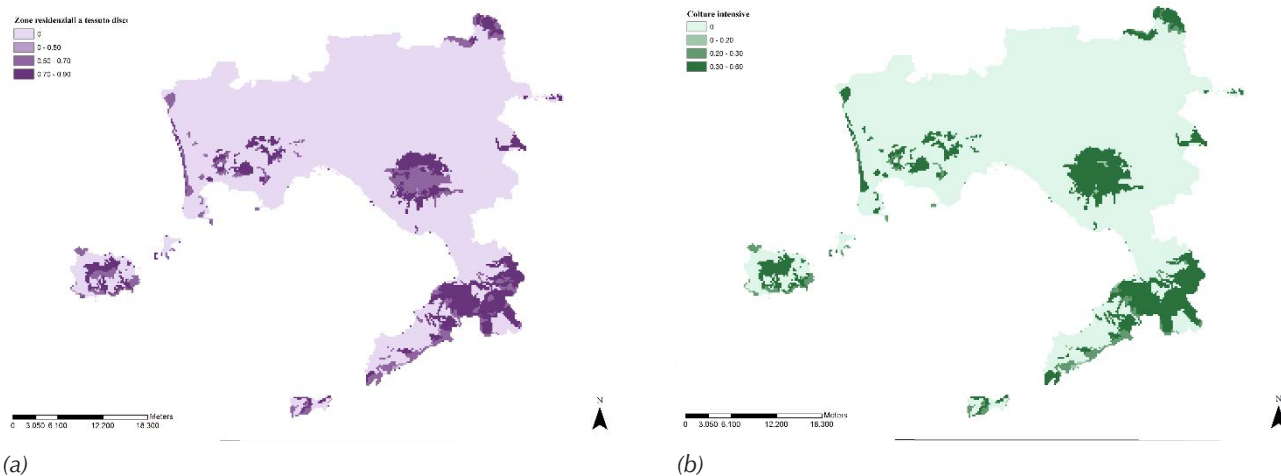 Zone residenziali a tessuto disc
0
0 - 0.50
0.50 - 0.70
0.70 - 0.90
Meters
0 3.050 6.100 12.200 18.300
N
(a)
Colture intensive
0
0 - 0.20
0.20 - 0.30
0.30 - 0.60
Meters
0 3.050 6.100 12.200 18.300
N
(b)